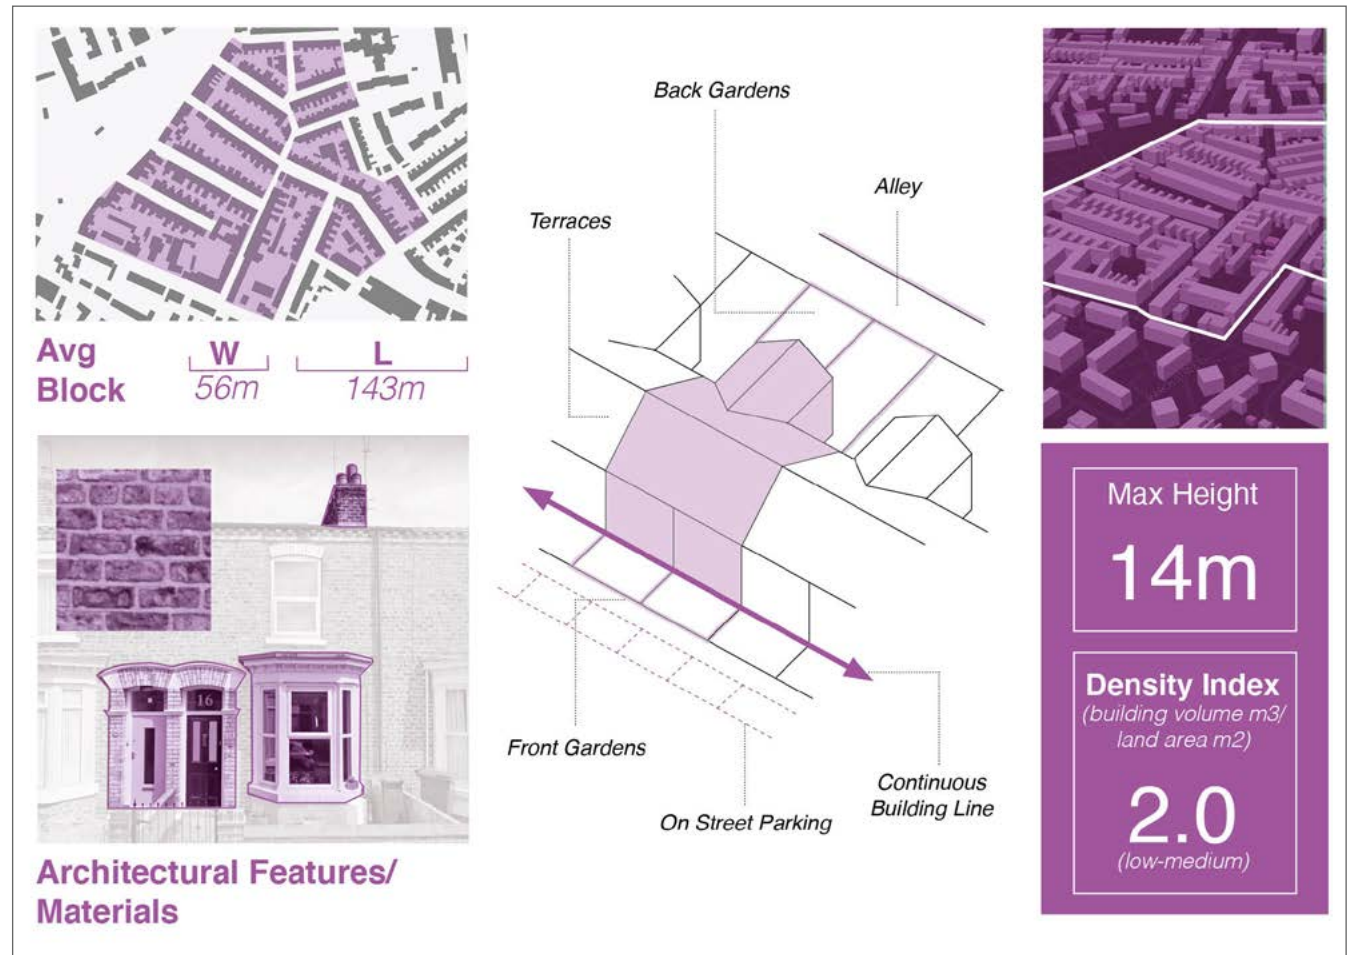 Avg
Block
W
56m
L
143m
16
Architectural Features/
Materials
Back Gardens
Alley
Terraces
Front Gardens
On Street Parking
Continuous
Building Line
Max Height
14m
Density Index
(building volume m3/
land area m2)
2.0
(low-medium)